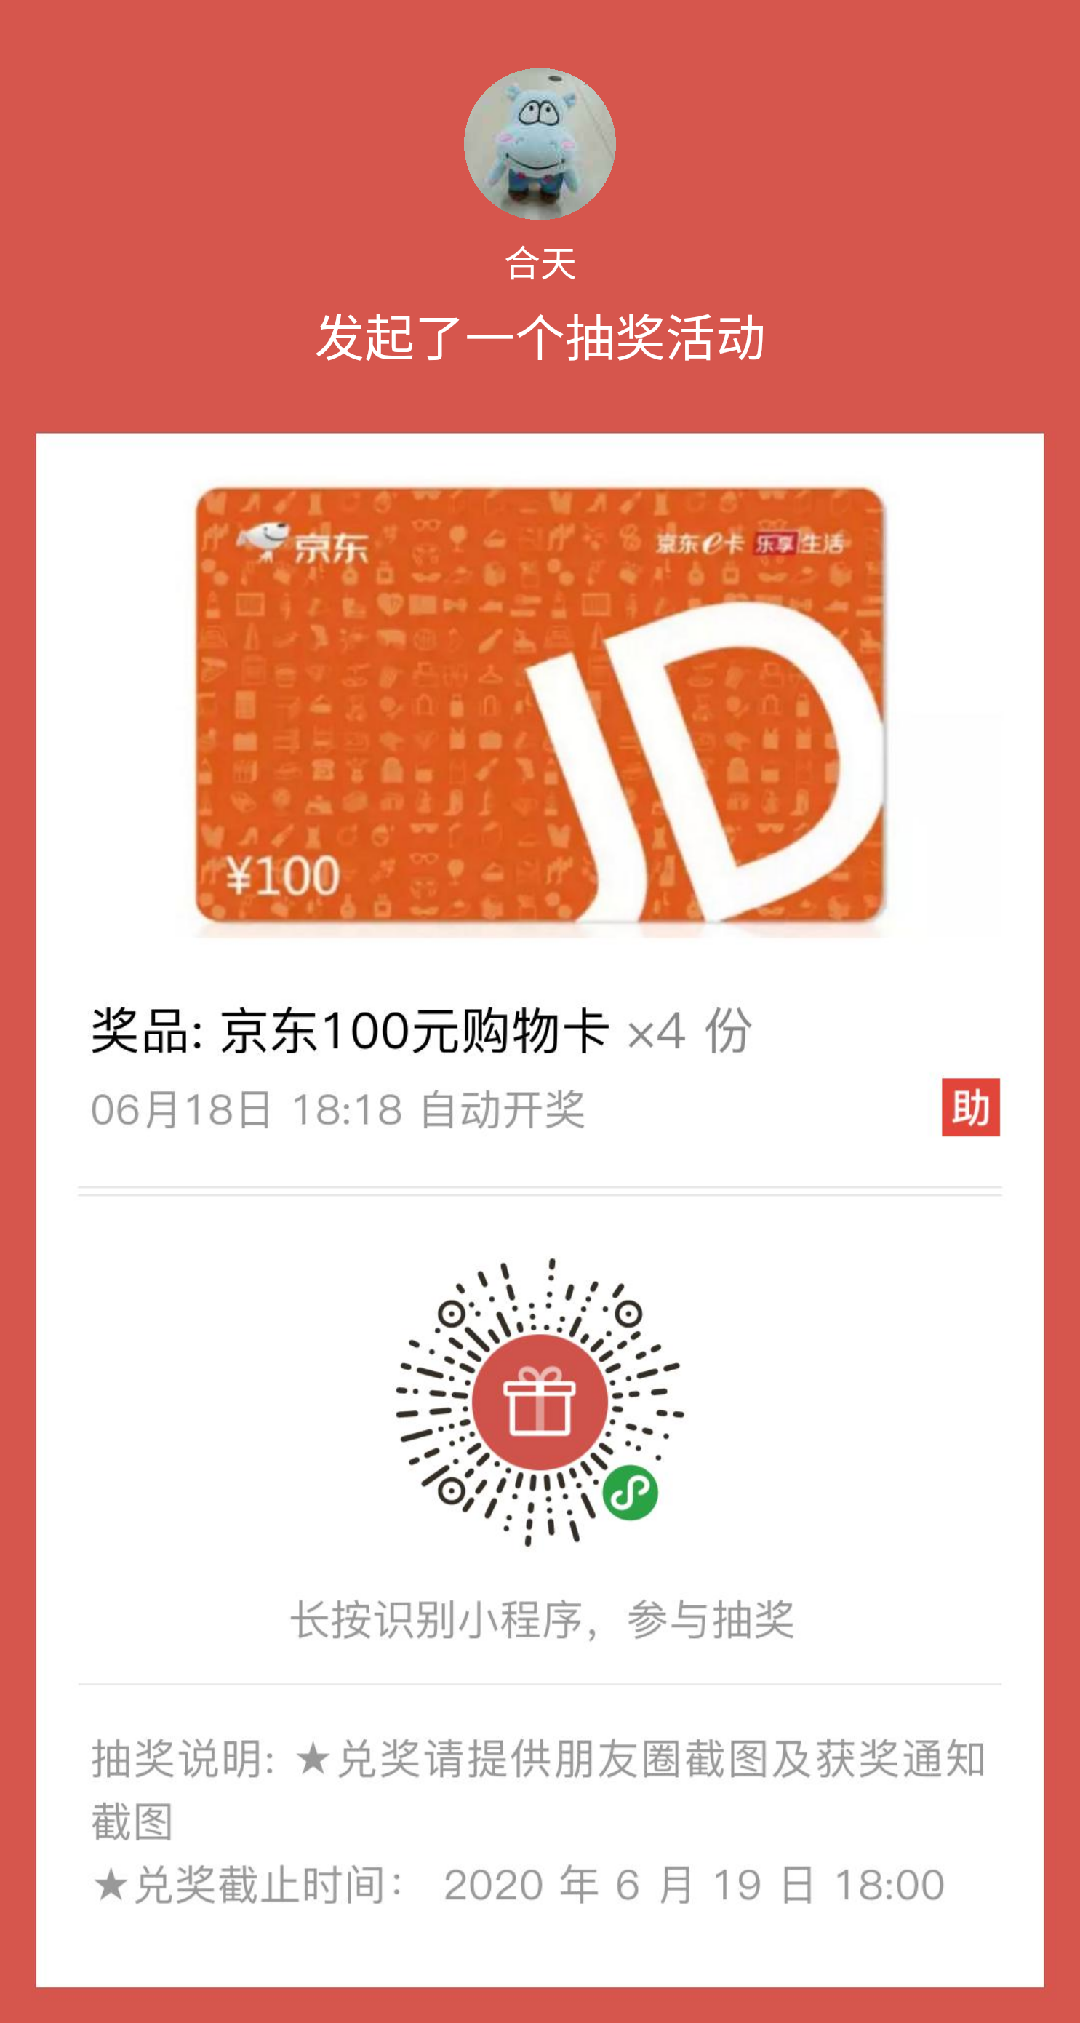 合天
发起了一个抽奖活动
京东
京东e卡 乐享生活
JD
¥100
奖品: 京东100元购物卡 ×4 份
06月18日 18:18 自动开奖
助
长按识别小程序，参与抽奖
抽奖说明: ★兑奖请提供朋友圈截图及获奖通知
截图
★兑奖截止时间： 2020 年 6 月 19 日 18:00